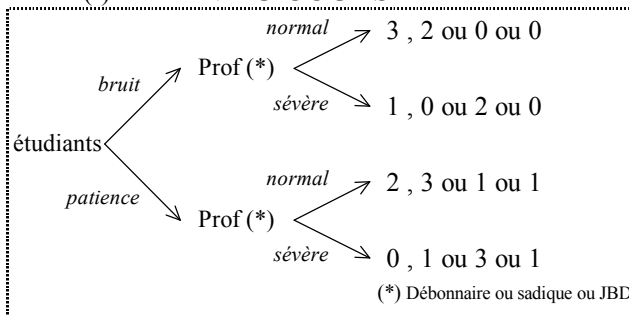 normal 3 , 2 ou 0 ou 0
Prof (*)
bruit
sévère 1 , 0 ou 2 ou 0
étudiants
normal 2 , 3 ou 1 ou 1
patience
Prof (*)
sévère 0 , 1 ou 3 ou 1
(*) Débonnaire ou sadique ou JBD